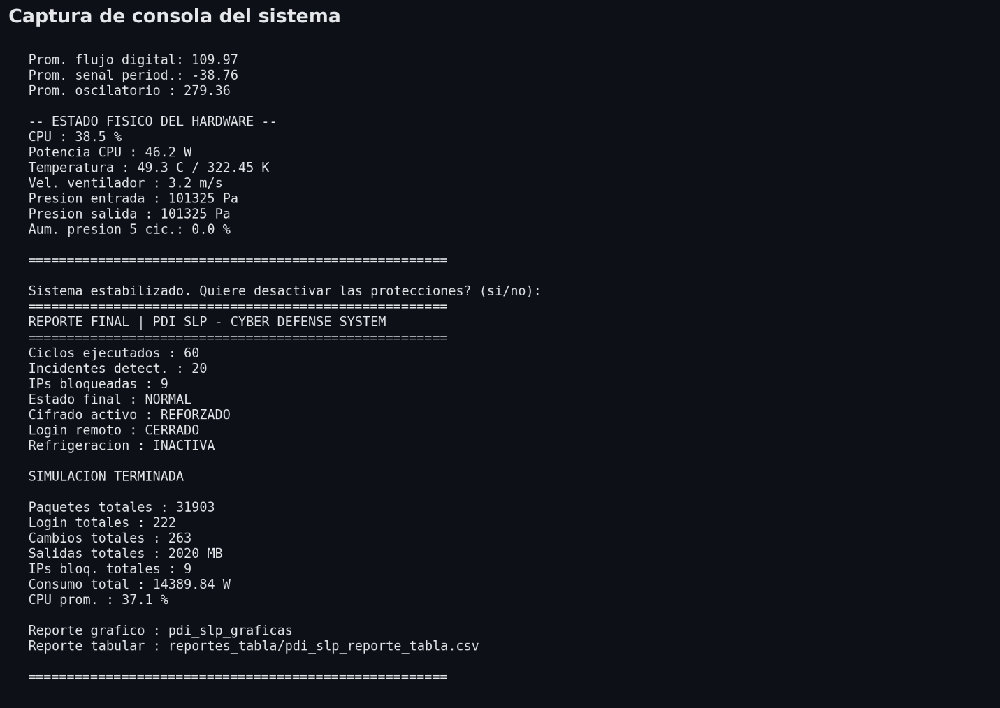 Captura de consola del sistema
Prom. flujo digital: 109.97
Prom. senal period.: -38.76
Prom. oscilatorio : 279.36
-- ESTADO FISICO DEL HARDWARE --
CPU : 38.5 %
Potencia CPU : 46.2 W
Temperatura : 49.3 C / 322.45 K
Vel. ventilador : 3.2 m/s
Presion entrada : 101325 Pa
Presion salida : 101325 Pa
Aum. presion 5 cic.: 0.0 %
======================================================
Sistema estabilizado. Quiere desactivar las protecciones? (si/no):
======================================================
REPORTE FINAL | PDI SLP - CYBER DEFENSE SYSTEM
======================================================
Ciclos ejecutados : 60
Incidentes detect. : 20
IPs bloqueadas : 9
Estado final : NORMAL
Cifrado activo : REFORZADO
Login remoto : CERRADO
Refrigeracion : INACTIVA
SIMULACION TERMINADA
Paquetes totales : 31903
Login totales : 222
Cambios totales : 263
Salidas totales : 2020 MB
IPs bloq. totales : 9
Consumo total : 14389.84 W
CPU prom. : 37.1 %
Reporte grafico : pdi_slp_graficas
Reporte tabular : reportes_tabla/pdi_slp_reporte_tabla.csv
======================================================